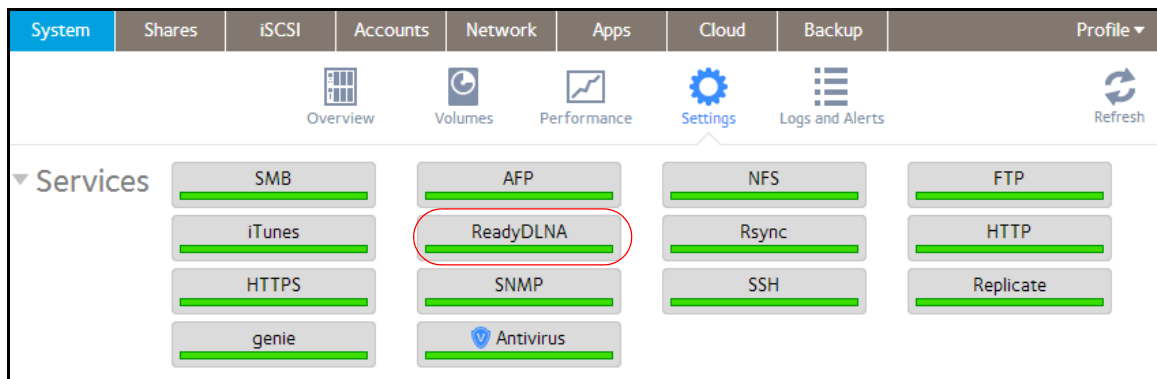 System Shares iSCSI Accounts Network Apps Cloud Backup Profile
Overview Volumes Performance Settings Logs and Alerts Refresh
Services SMB AFP NFS FTP
iTunes ReadyDLNA Rsync HTTP
HTTPS SNMP SSH Replicate
genie V Antivirus